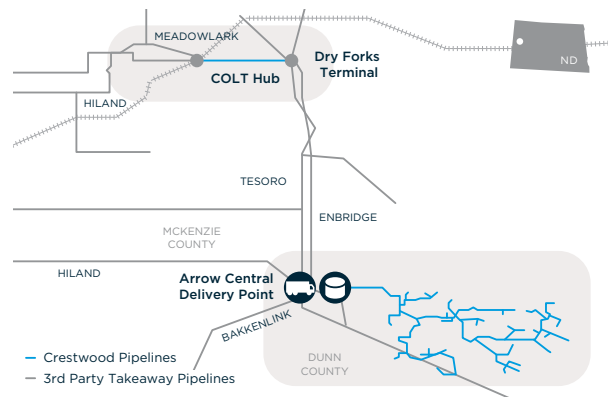 MEADOWLARK
Dry Forks
Terminal
ND
COLT Hub
HILAND
TESORO
ENBRIDGE
MCKENZIE
COUNTY
HILAND
Arrow Central
Delivery Point
BAKKENLINK
DUNN
COUNTY
Crestwood Pipelines
3rd Party Takeaway Pipelines